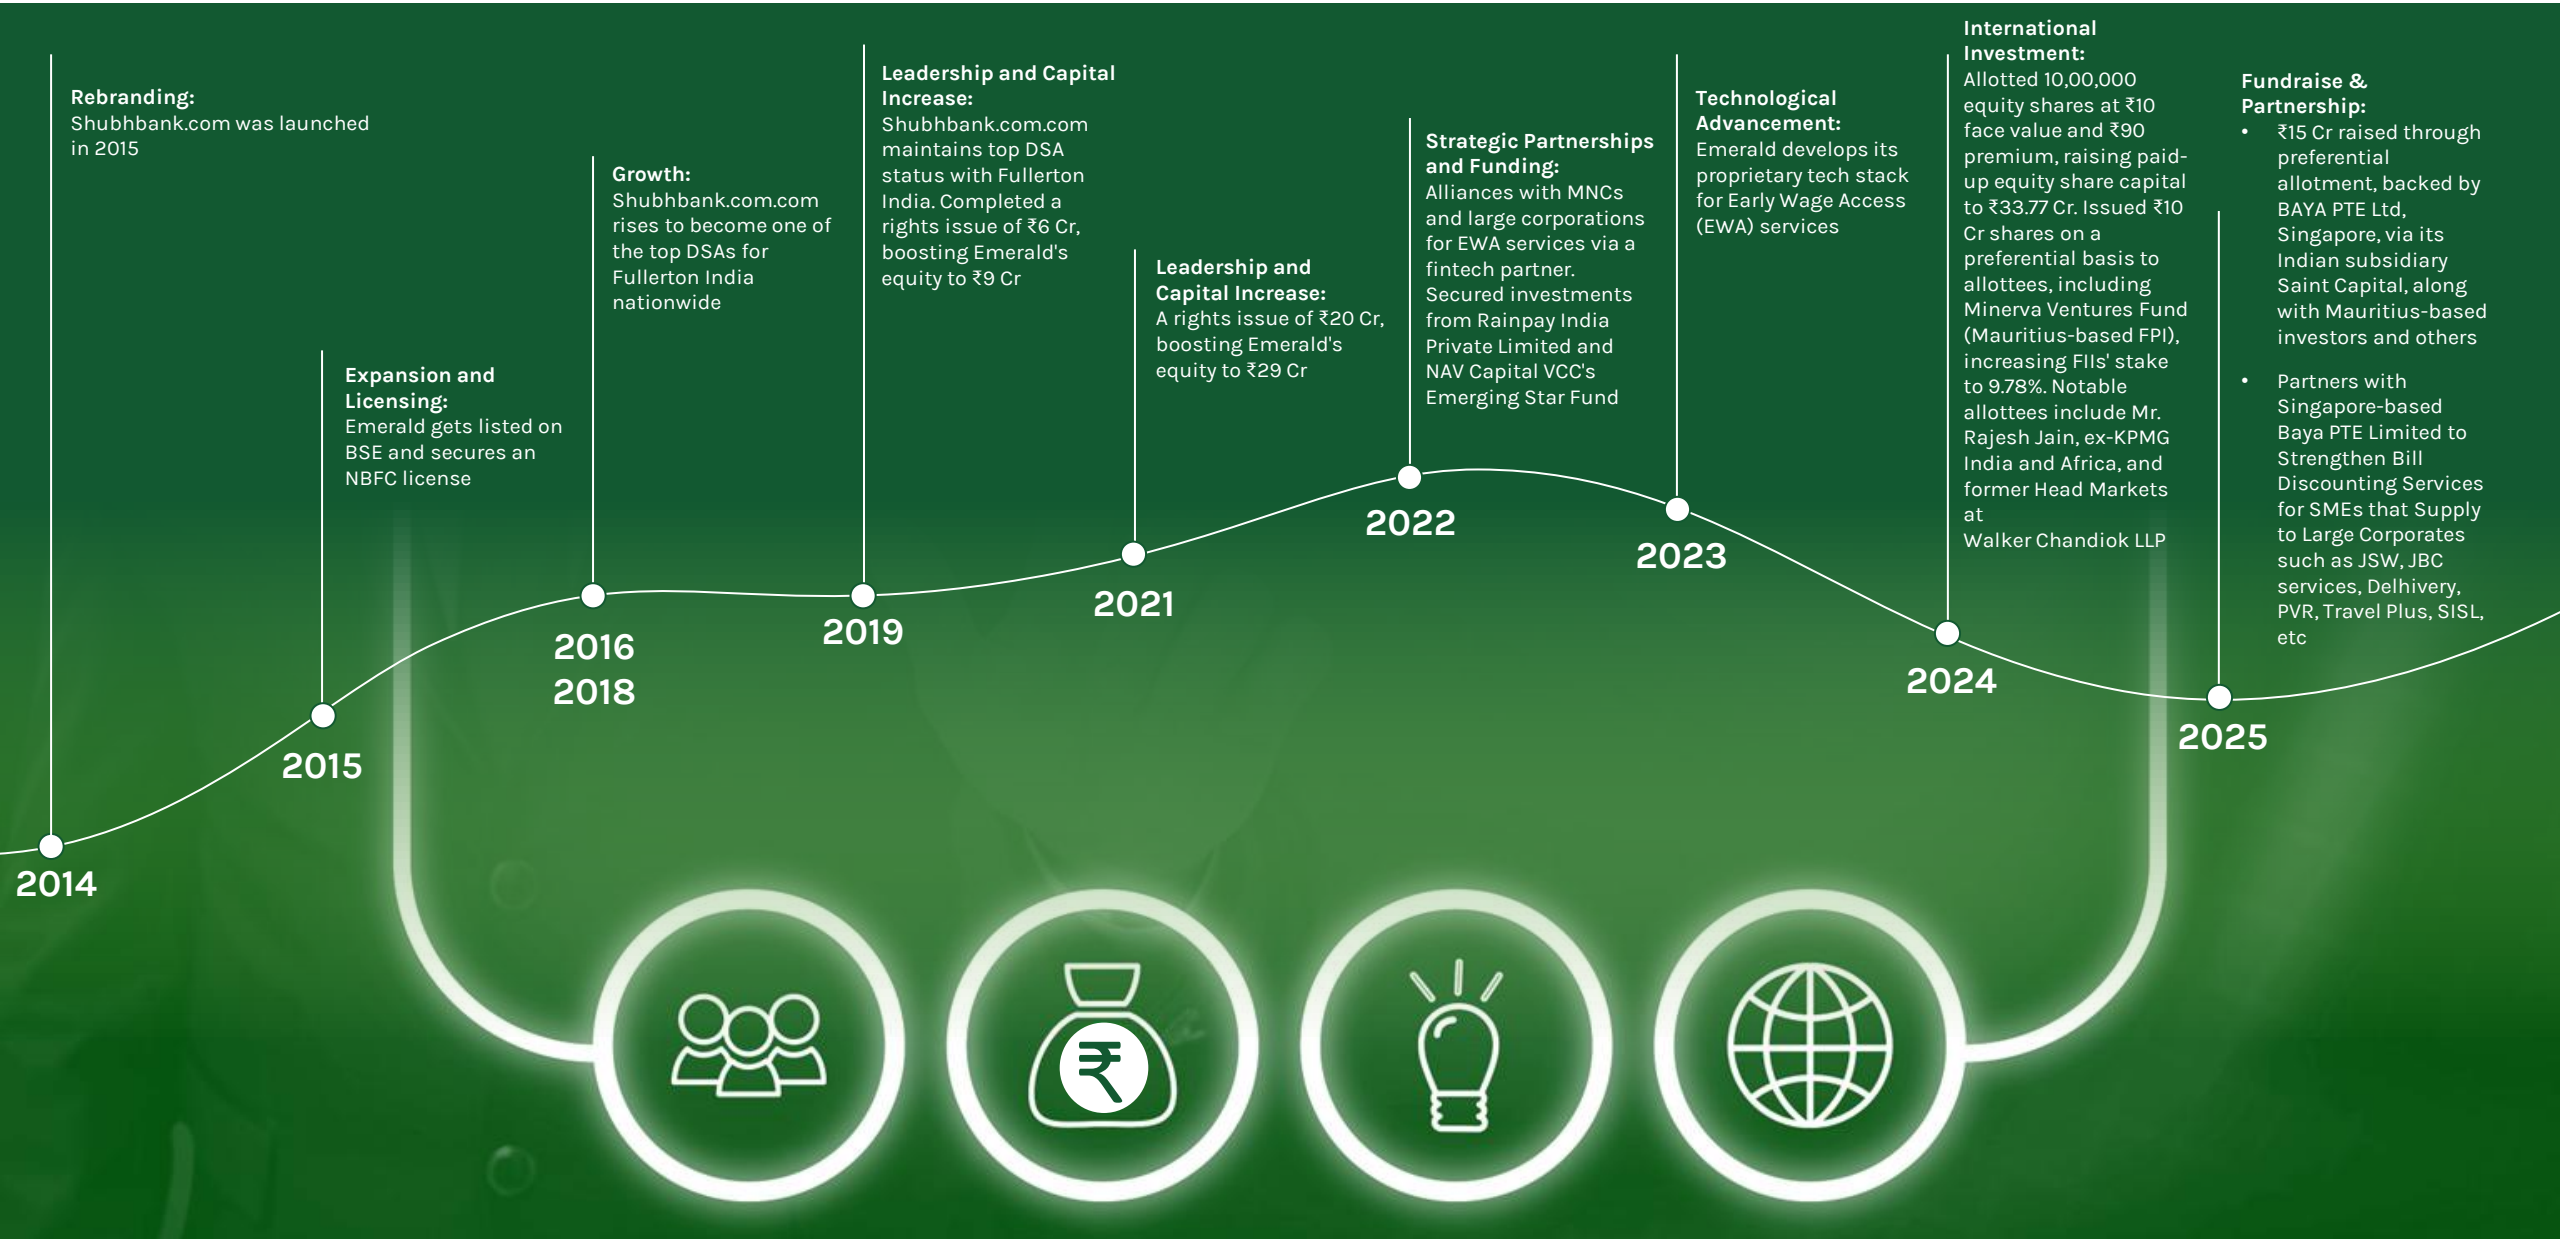 Rebranding:
Shubhbank.com was launched
in 2015
2014
Expansion and
Licensing:
Emerald gets listed on
BSE and secures an
NBFC license
2015
Growth:
Shubhbank.com.com
rises to become one of
the top DSAs for
Fullerton India
nationwide
2016
2018
Leadership and Capital
Increase:
Shubhbank.com.com
maintains top DSA
status with Fullerton
India. Completed a
rights issue of ₹6 Cr,
boosting Emerald's
equity to ₹9 Cr
2019
Leadership and
Capital Increase:
A rights issue of ₹20 Cr,
boosting Emerald's
equity to ₹29 Cr
2021
Strategic Partnerships
and Funding:
Alliances with MNCs
and large corporations
for EWA services via a
fintech partner.
Secured investments
from Rainpay India
Private Limited and
NAV Capital VCC's
Emerging Star Fund
2022
Technological
Advancement:
Emerald develops its
proprietary tech stack
for Early Wage Access
(EWA) services
2023
International
Investment:
Allotted 10,00,000
equity shares at ₹10
face value and ₹90
premium, raising paid-
up equity share capital
to ₹33.77 Cr. Issued ₹10
Cr shares on a
preferential basis to
allottees, including
Minerva Ventures Fund
(Mauritius-based FPI),
increasing FIIs' stake
to 9.78%. Notable
allottees include Mr.
Rajesh Jain, ex-KPMG
India and Africa, and
former Head Markets
at
Walker Chandiok LLP
2024
Fundraise &
Partnership:
• ₹15 Cr raised through
preferential
allotment, backed by
BAYA PTE Ltd,
Singapore, via its
Indian subsidiary
Saint Capital, along
with Mauritius-based
investors and others
• Partners with
Singapore-based
Baya PTE Limited to
Strengthen Bill
Discounting Services
for SMEs that Supply
to Large Corporates
such as JSW, JBC
services, Delhivery,
PVR, Travel Plus, SISL,
etc
2025
₹